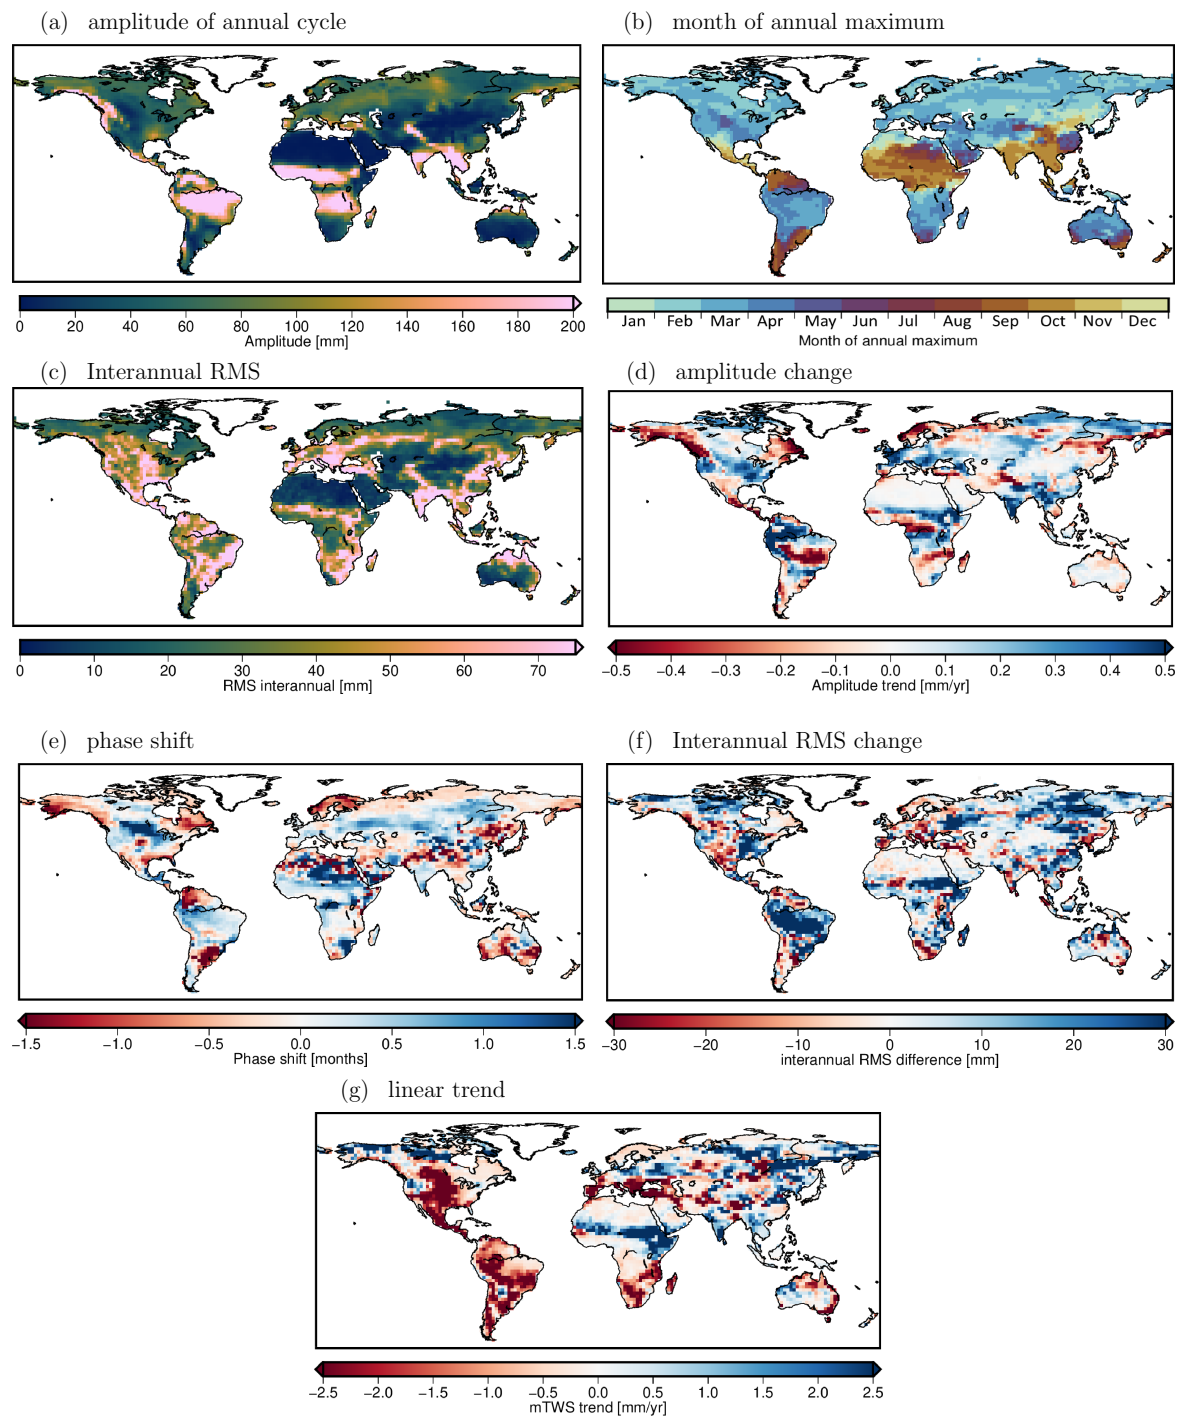 (a) amplitude of annual cycle
(b) month of annual maximum
0 20 40 60 80 100 120 140 160 180 200
Amplitude [mm]
Jan Feb Mar Apr May Jun Jul Aug Sep Oct Nov Dec
Month of annual maximum
(c) Interannual RMS
(d) amplitude change
0 10 20 30 40 50 60 70
RMS interannual [mm]
−0.5 −0.4 −0.3 −0.2 −0.1 0.0 0.1 0.2 0.3 0.4 0.5
Amplitude trend [mm/yr]
(e) phase shift
(f) Interannual RMS change
−1.5 −1.0 −0.5 0.0 0.5 1.0 1.5
Phase shift [months]
−30 −20 −10 0 10 20 30
interannual RMS difference [mm]
(g) linear trend
−2.5 −2.0 −1.5 −1.0 −0.5 0.0 0.5 1.0 1.5 2.0 2.5
mTWS trend [mm/yr]